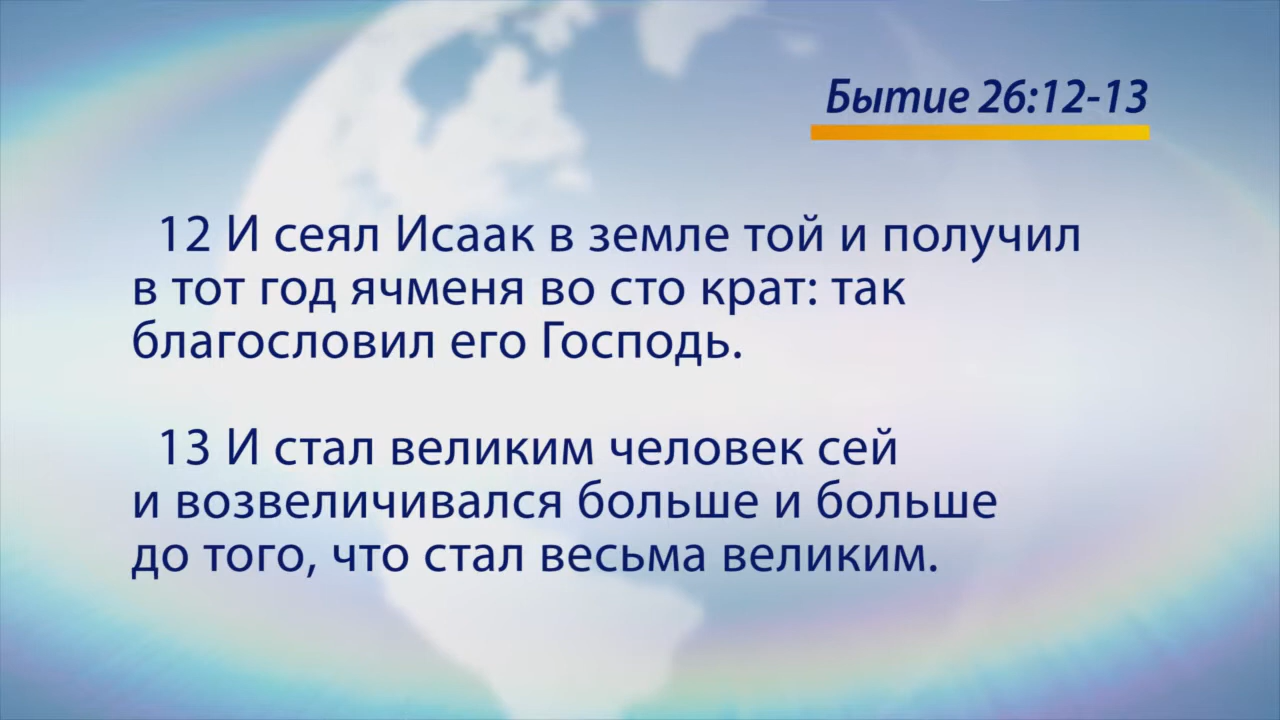 Бытие 26:12-13
12 И сеял Исаак в земле той и получил
в тот год ячменя во сто крат: так
благословил его Господь.
13 И стал великим человек сей
и возвеличивался больше и больше
до того, что стал весьма великим.